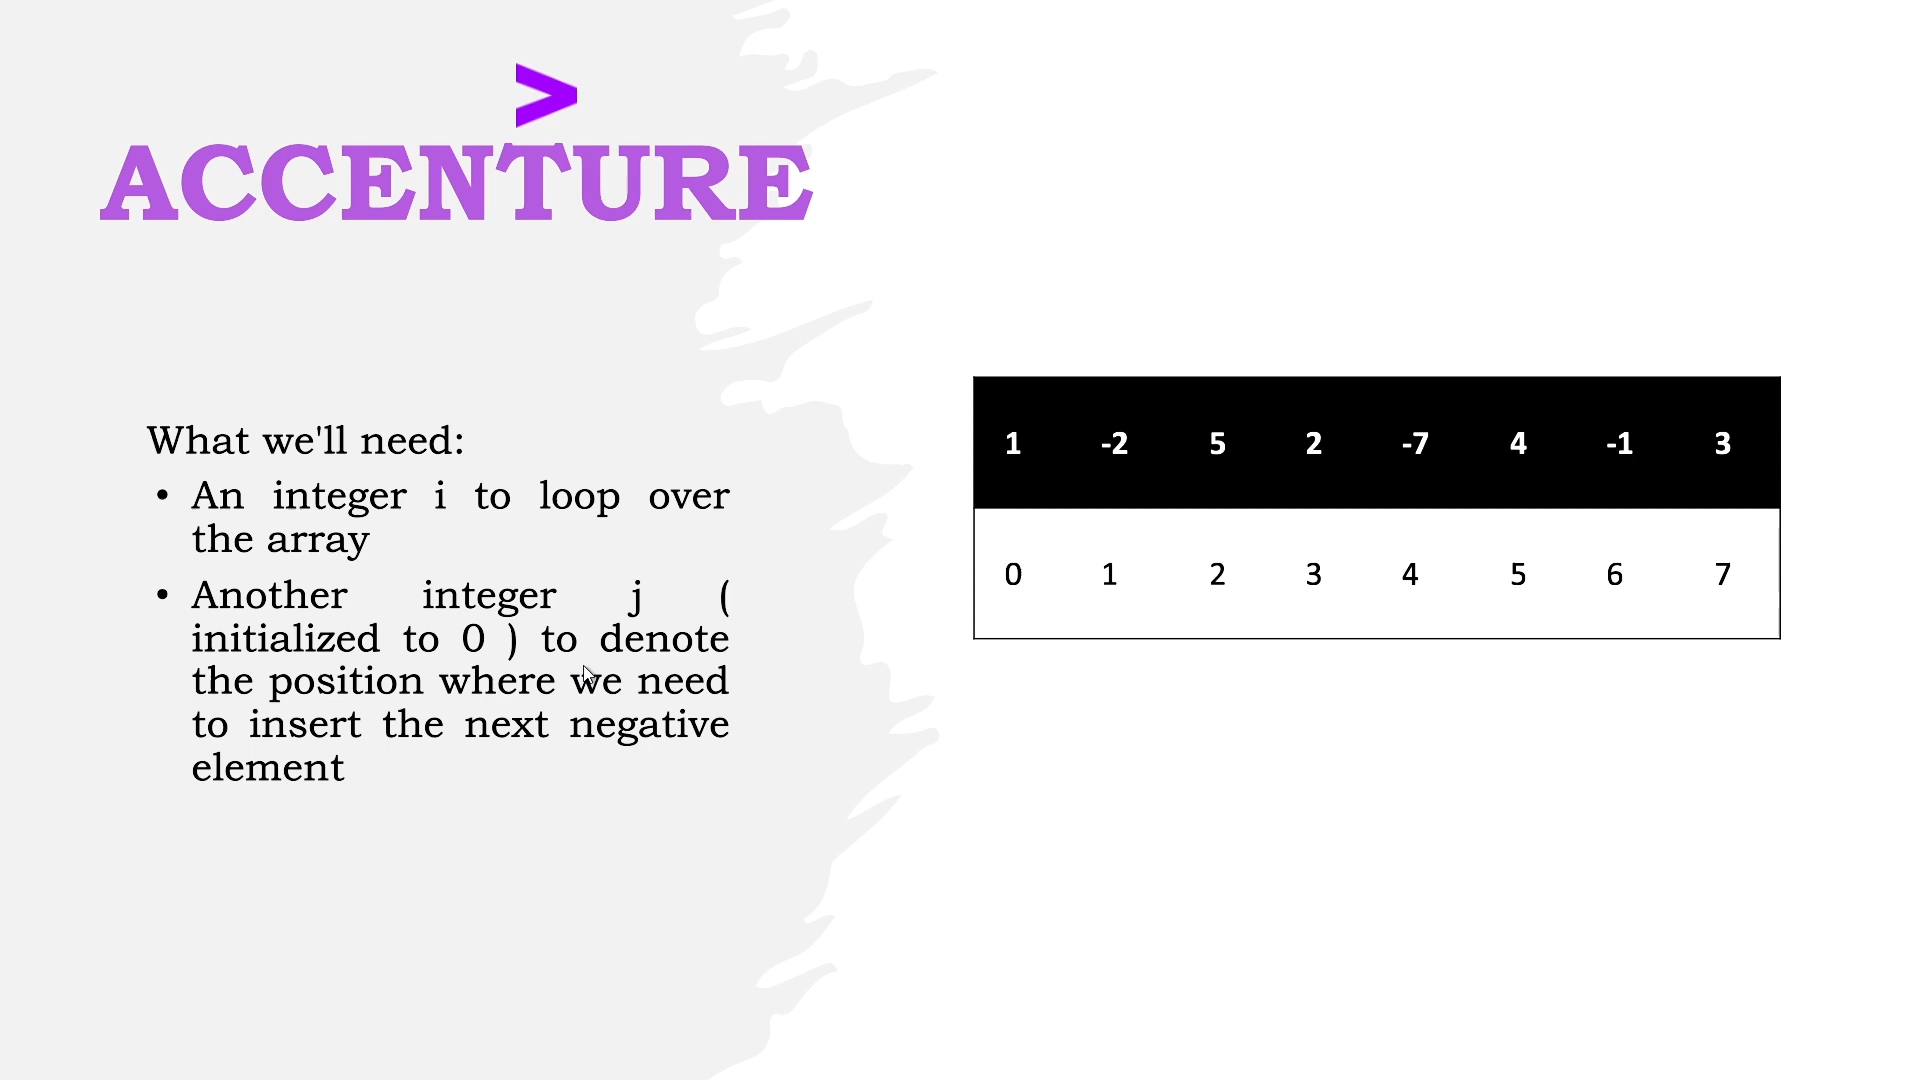 >
ACCENTURE
What we'll need:
• An integer i to loop over
the array
• Another integer j (
initialized to 0 ) to denote
the position where we need
to insert the next negative
element
1 -2 5 2 -7 4 -1 3
0 1 2 3 4 5 6 7